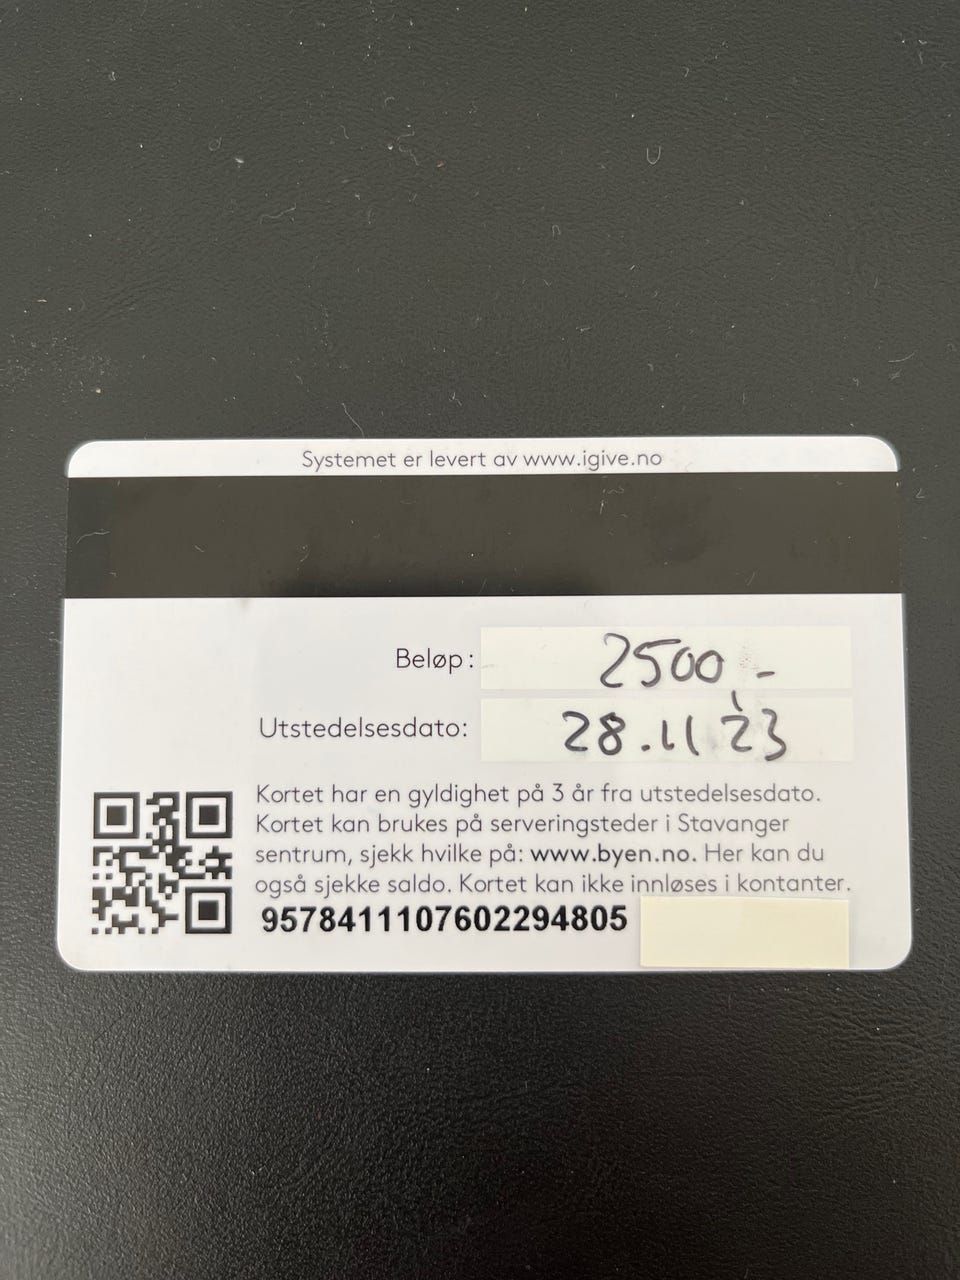 Systemet er levert av www.igive.no
Beløp: 2500,-
Utstedelsesdato: 28.11 23
Kortet har en gyldighet på 3 år fra utstedelsesdato.
Kortet kan brukes på serveringsteder i Stavanger
sentrum, sjekk hvilke på: www.byen.no. Her kan du
også sjekke saldo. Kortet kan ikke innløses i kontanter.
9578411107602294805